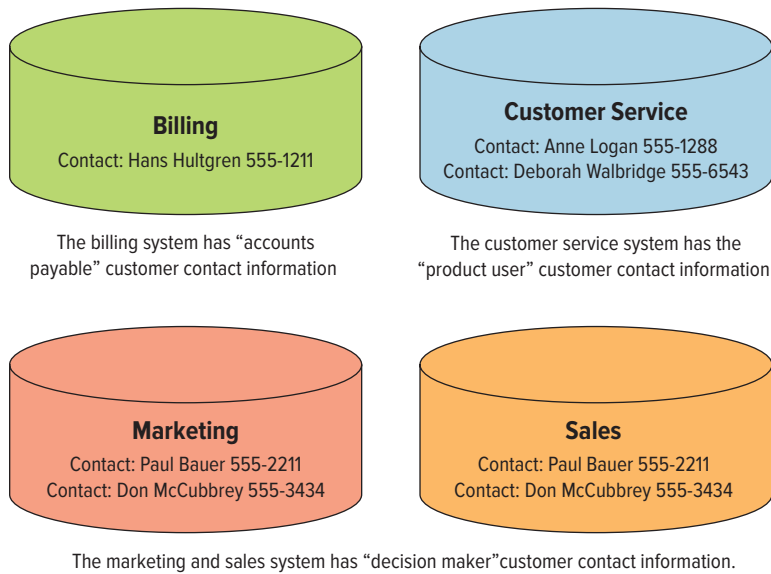 Billing
Contact: Hans Hultgren 555-1211
Customer Service
Contact: Anne Logan 555-1288
Contact: Deborah Walbridge 555-6543
The billing system has “accounts
payable” customer contact information
The customer service system has the
“product user” customer contact information
Marketing
Contact: Paul Bauer 555-2211
Contact: Don McCubbrey 555-3434
Sales
Contact: Paul Bauer 555-2211
Contact: Don McCubbrey 555-3434
The marketing and sales system has “decision maker”customer contact information.